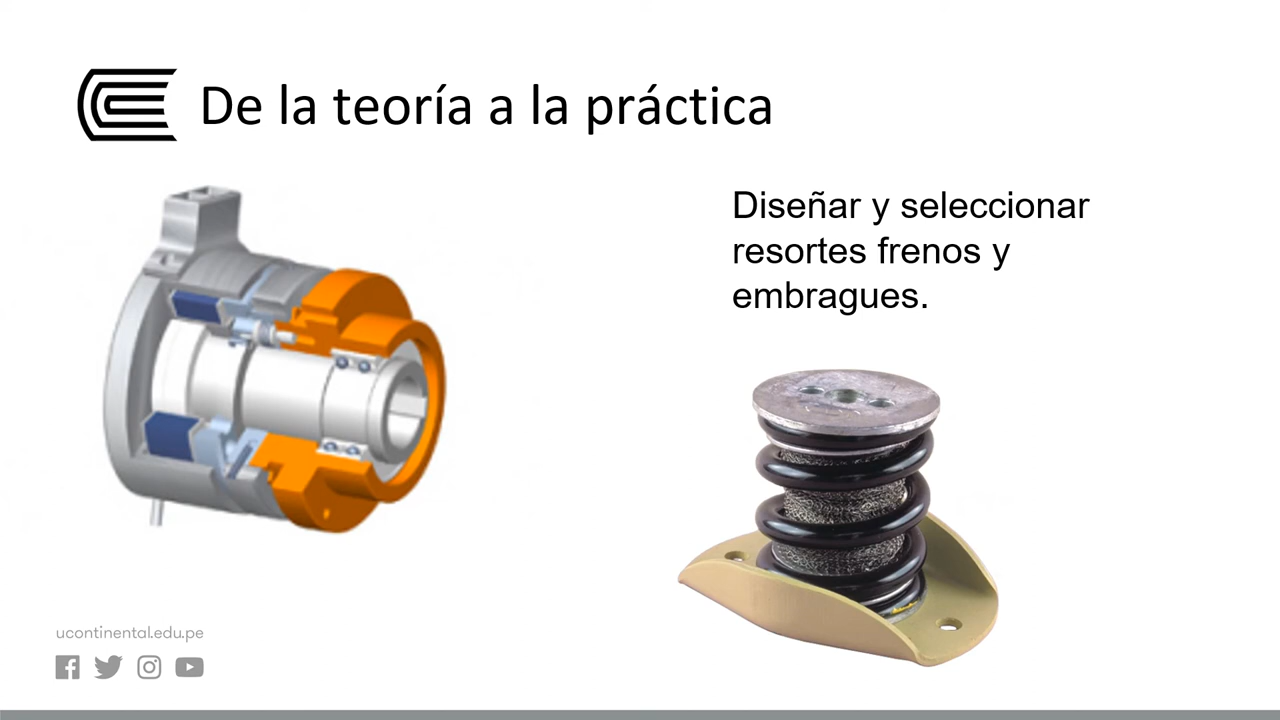 De la teoría a la práctica
Diseñar y seleccionar
resortes frenos y
embragues.
ucontinental.edu.pe